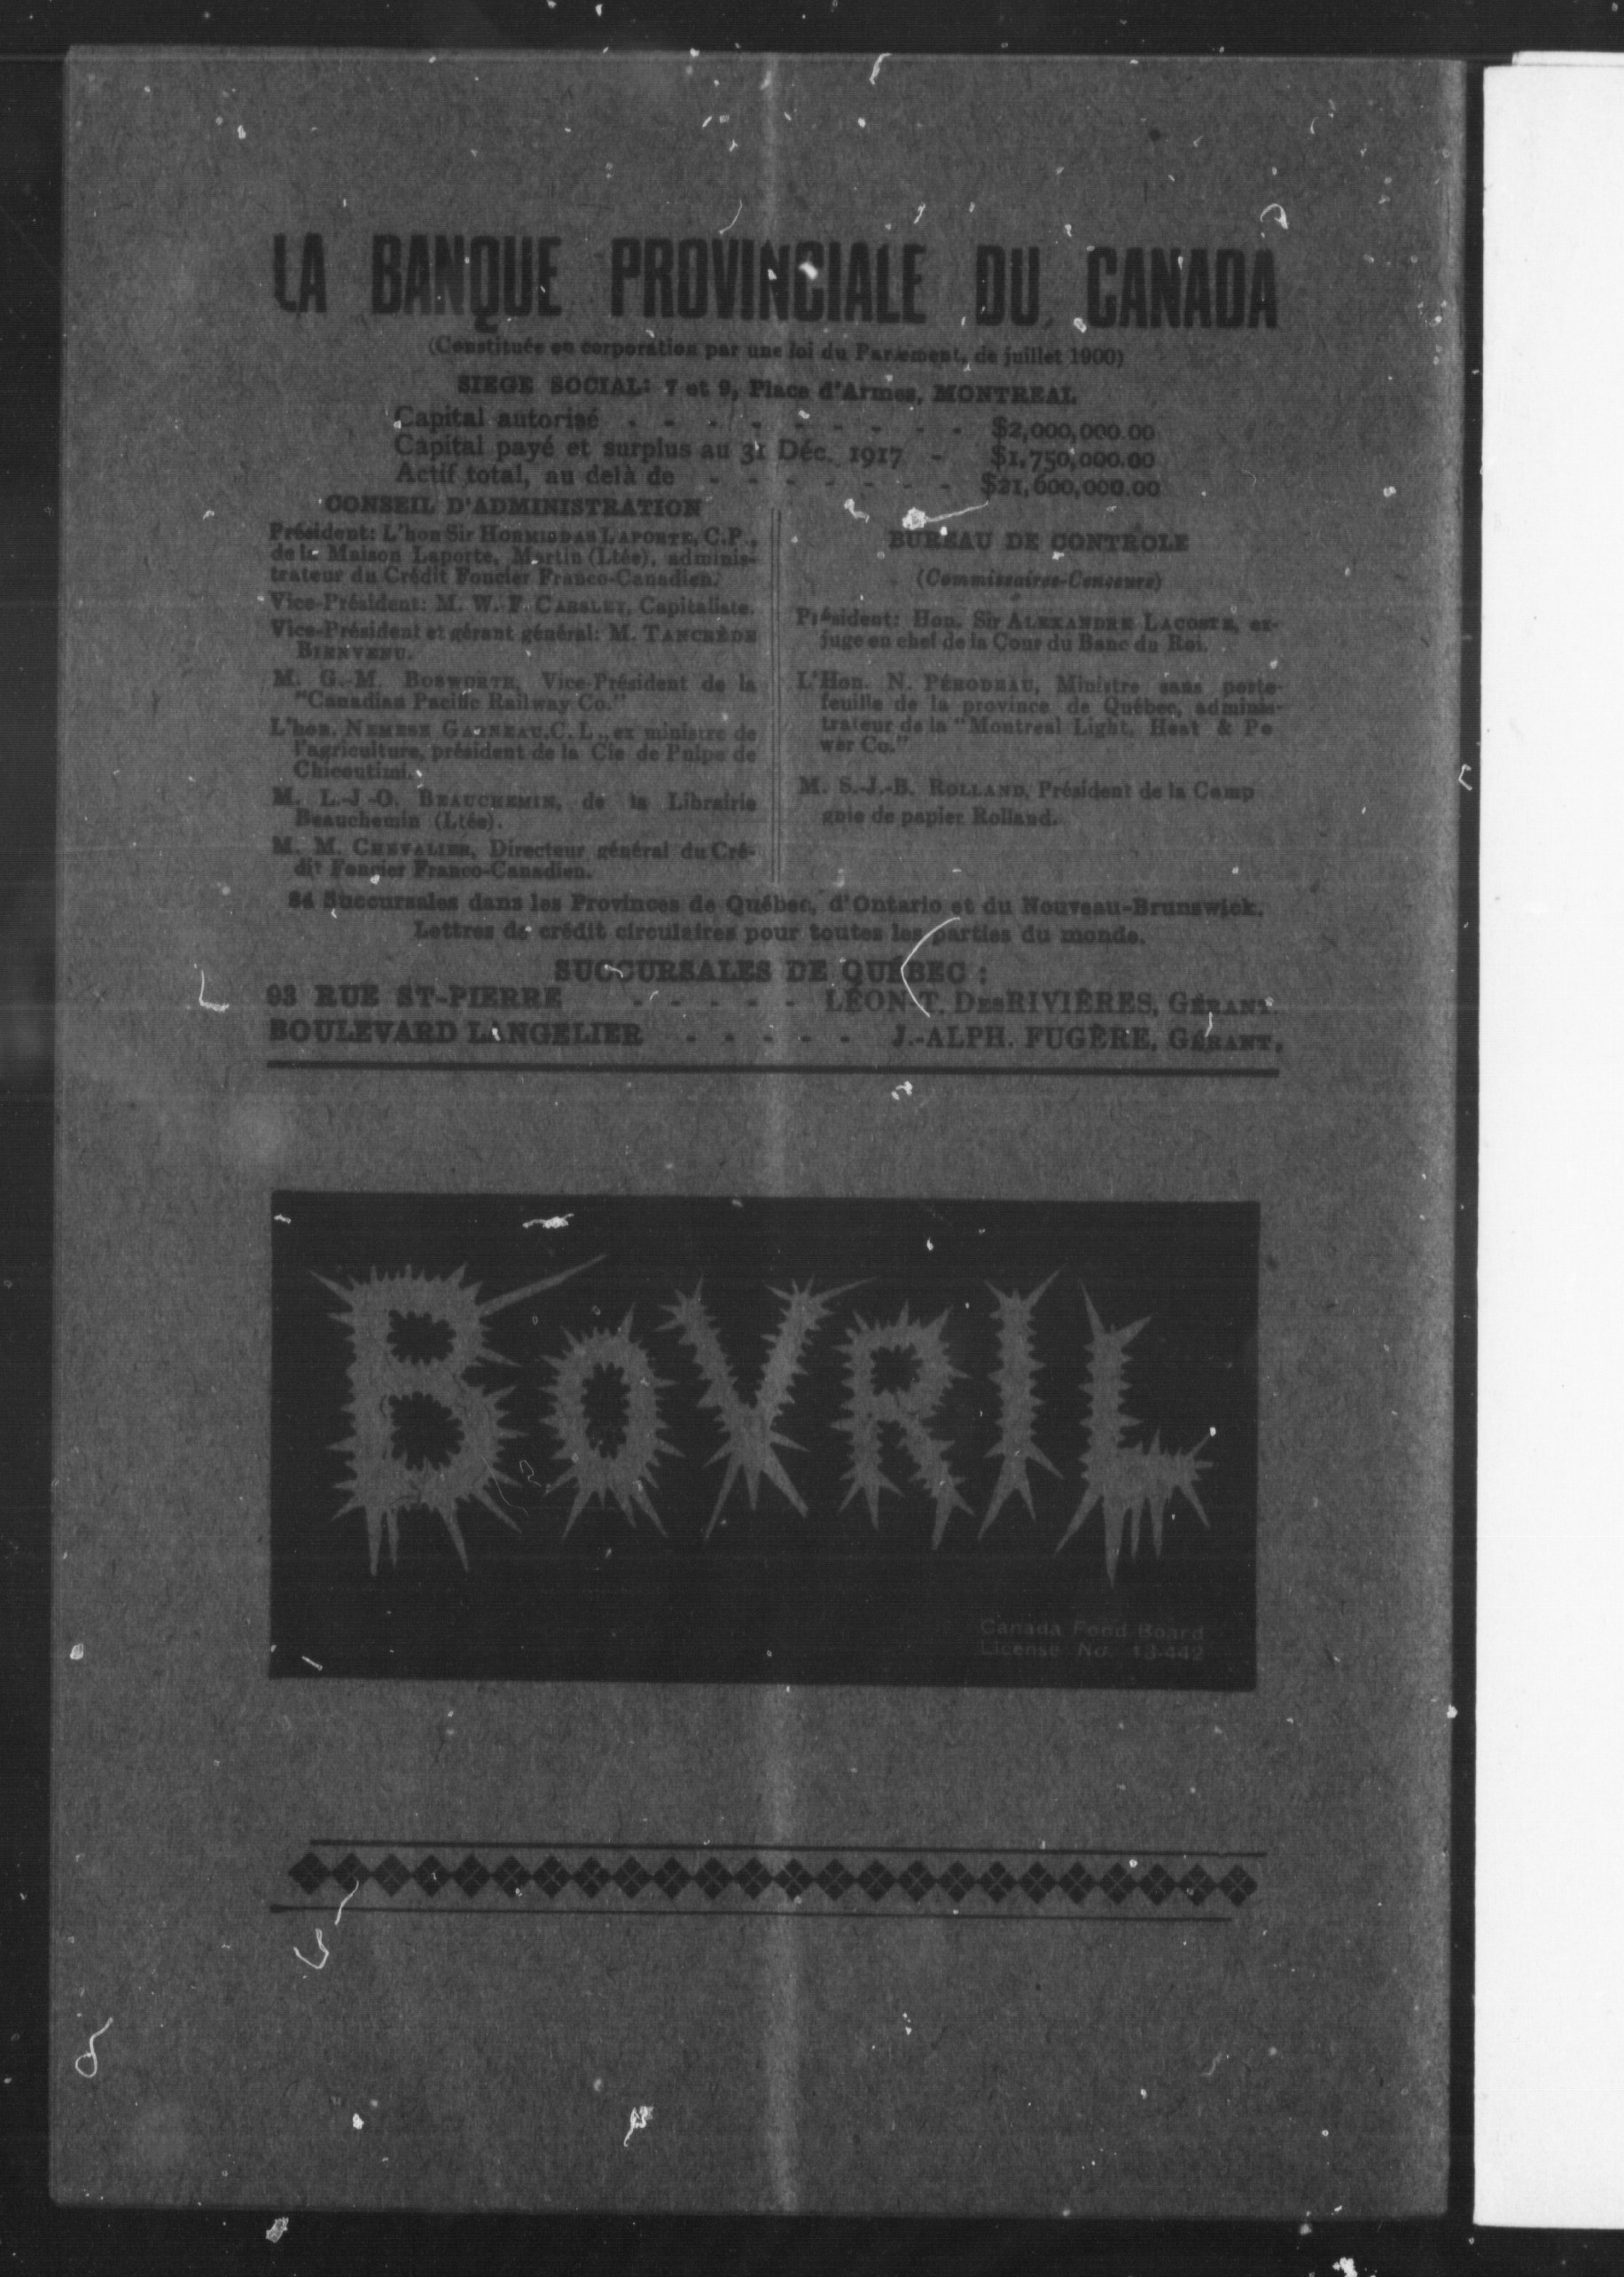 LA BANQUE PROVINCIALE DU CANADA
(Constituée en corporation par une loi du Parlement, de juillet 1900)
SIEGE SOCIAL: 7 et 9, Place d'Armes, MONTREAL
Capital autorisé - - - - - - - - - $2,000,000.00
Capital payé et surplus au 31 Déc. 1917 - $1,750,000.00
Actif total, au delà de - - - - - - - $21,600,000.00
CONSEIL D'ADMINISTRATION
Président: L'hon Sir HORMISDAS LAPORTE, C.P.,
de la Maison Laporte, Martin (Ltée), adminis-
trateur du Crédit Foncier Franco-Canadien.
Vice-Président: M. W. F. CARSLEY, Capitaliste.
Vice-Président et gérant général: M. TANCRÈDE
BIENVENU.
M. G.-M. BOSWORTH, Vice-Président de la
"Canadian Pacific Railway Co."
L'hon. NEMESE GARNEAU, C. L., ex ministre de
l'agriculture, président de la Cie de Pulpe de
Chicoutimi.
M. L.-J-O. BEAUCHEMIN, de la Librairie
Beauchemin (Ltée).
M. M. CHEVALIER, Directeur général du Cré-
dit Foncier Franco-Canadien.
BUREAU DE CONTROLE
(Commissaires-Censeurs)
Président: Hon. Sir ALEXANDRE LACOSTE, ex-
juge en chef de la Cour du Banc du Roi.
L'Hon. N. PÉRODEAU, Ministre sans porte-
feuille de la province de Québec, adminis-
trateur de la "Montreal Light, Heat & Po
wer Co."
M. S.-J.-B. ROLLAND, Président de la Comp
gnie de papier Rolland.
84 Succursales dans les Provinces de Québec, d'Ontario et du Nouveau-Brunswick.
Lettres de crédit circulaires pour toutes les parties du monde.
SUCCURSALES DE QUÉBEC :
93 RUE ST-PIERRE - - - - - LÉON-T. DESRIVIÈRES, GÉRANT.
BOULEVARD LANGELIER - - - - - J.-ALPH. FUGÈRE, GÉRANT.
BOVRIL
Canada Food Board
License No. 13-442